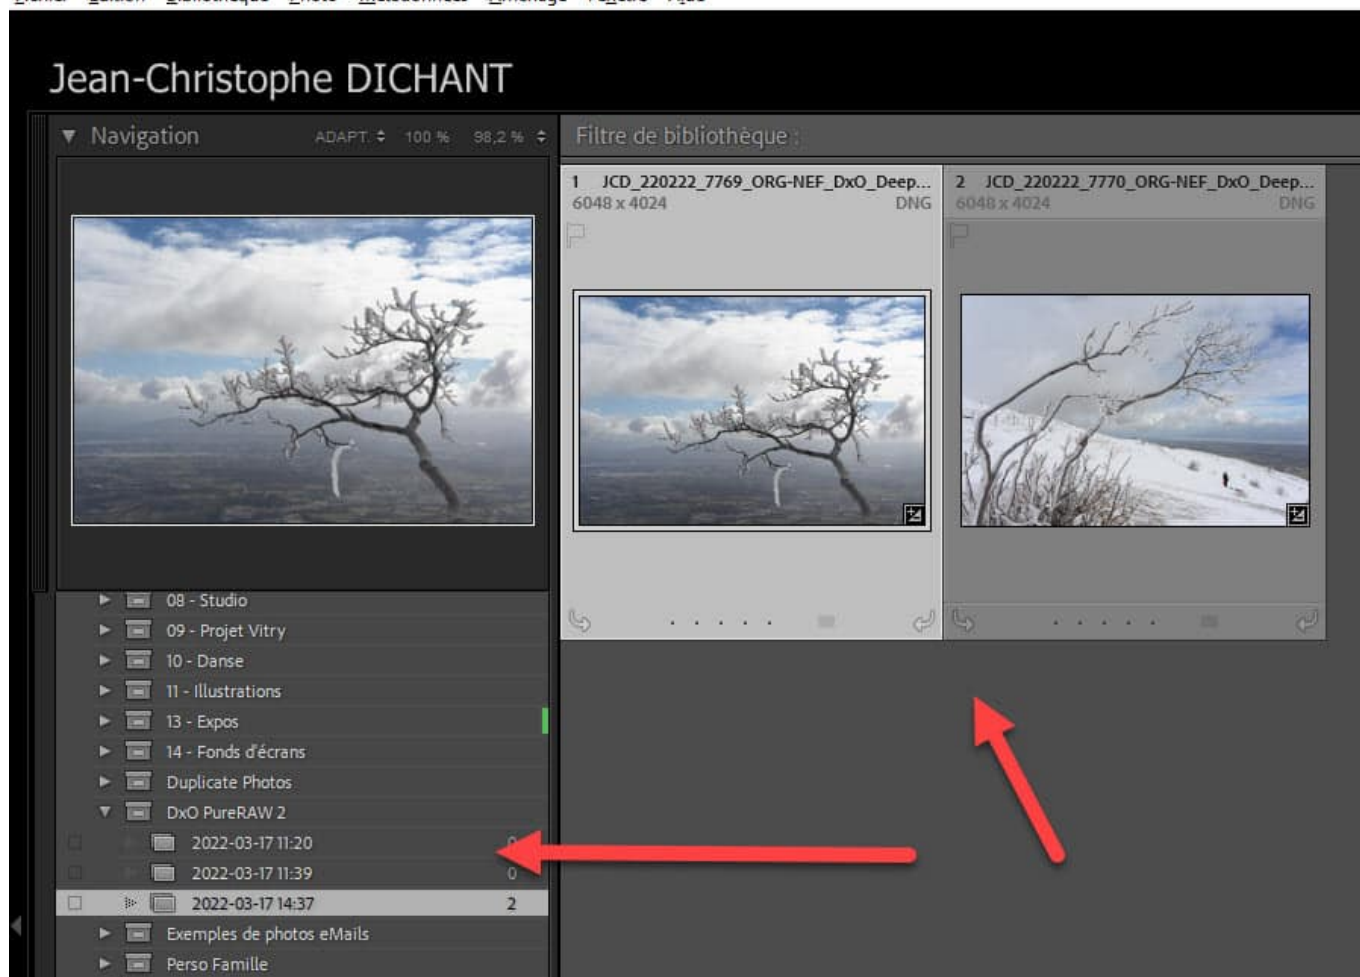 Jean-Christophe DICHANT
Navigation ADAPT. 100 % 98,2 %
Filtre de bibliothèque :
1 JCD_220222_7769_ORG-NEF_DxO_Deep...
6048 x 4024 DNG
2 JCD_220222_7770_ORG-NEF_DxO_Deep...
6048 x 4024 DNG
08 - Studio
09 - Projet Vitry
10 - Danse
11 - Illustrations
13 - Expos
14 - Fonds d'écrans
Duplicate Photos
DxO PureRAW 2
2022-03-17 11:20
2022-03-17 11:39 0
2022-03-17 14:37 2
Exemples de photos eMails
Perso Famille